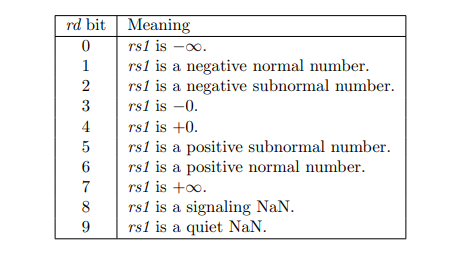 rd bit Meaning
0 rs1 is −∞.
1 rs1 is a negative normal number.
2 rs1 is a negative subnormal number.
3 rs1 is −0.
4 rs1 is +0.
5 rs1 is a positive subnormal number.
6 rs1 is a positive normal number.
7 rs1 is +∞.
8 rs1 is a signaling NaN.
9 rs1 is a quiet NaN.